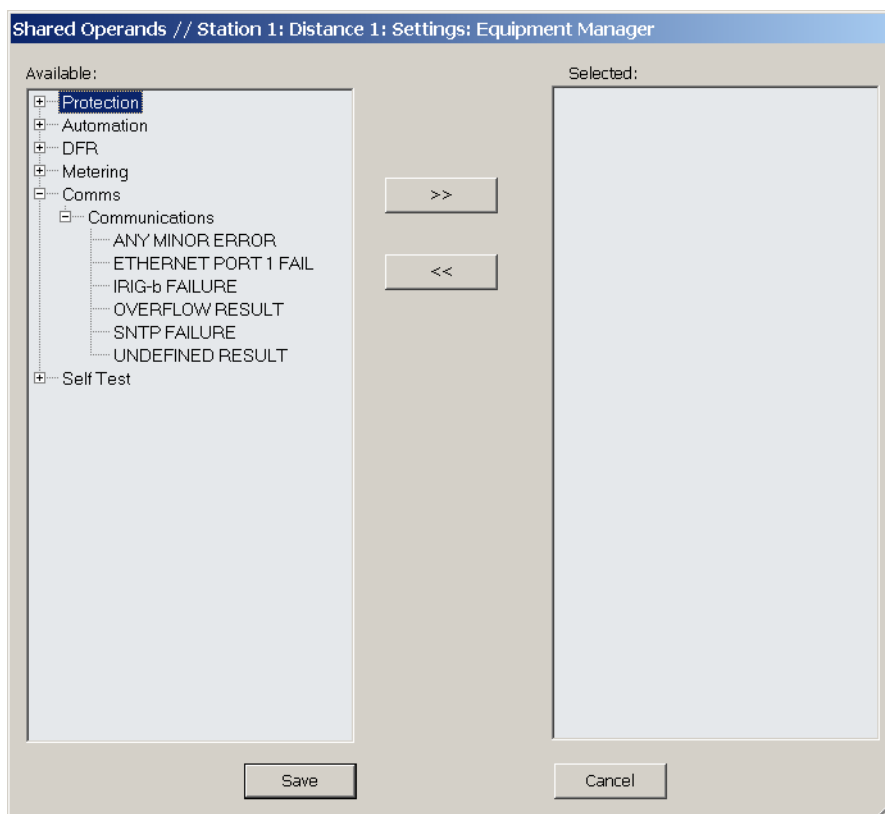 Shared Operands // Station 1: Distance 1: Settings: Equipment Manager
Available:
Selected:
Protection
Automation
DFR
Metering
Comms
Communications
ANY MINOR ERROR
ETHERNET PORT 1 FAIL
IRIG-b FAILURE
OVERFLOW RESULT
SNTP FAILURE
UNDEFINED RESULT
Self Test
>>
<<
Save
Cancel